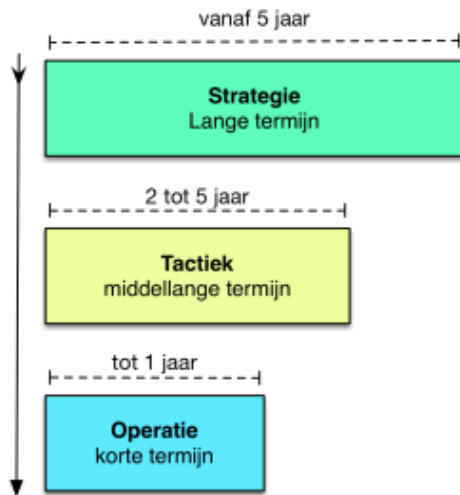 vanaf 5 jaar
Strategie
Lange termijn
2 tot 5 jaar
Tactiek
middellange termijn
tot 1 jaar
Operatie
korte termijn